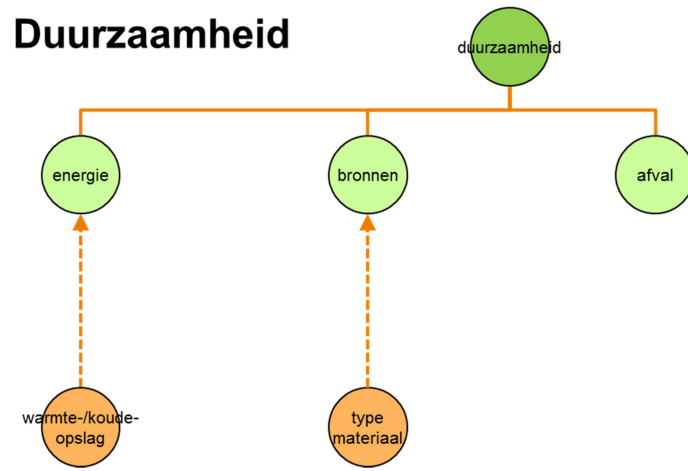 Duurzaamheid
duurzaamheid
energie
bronnen
afval
warmte-/koude-
opslag
type
materiaal